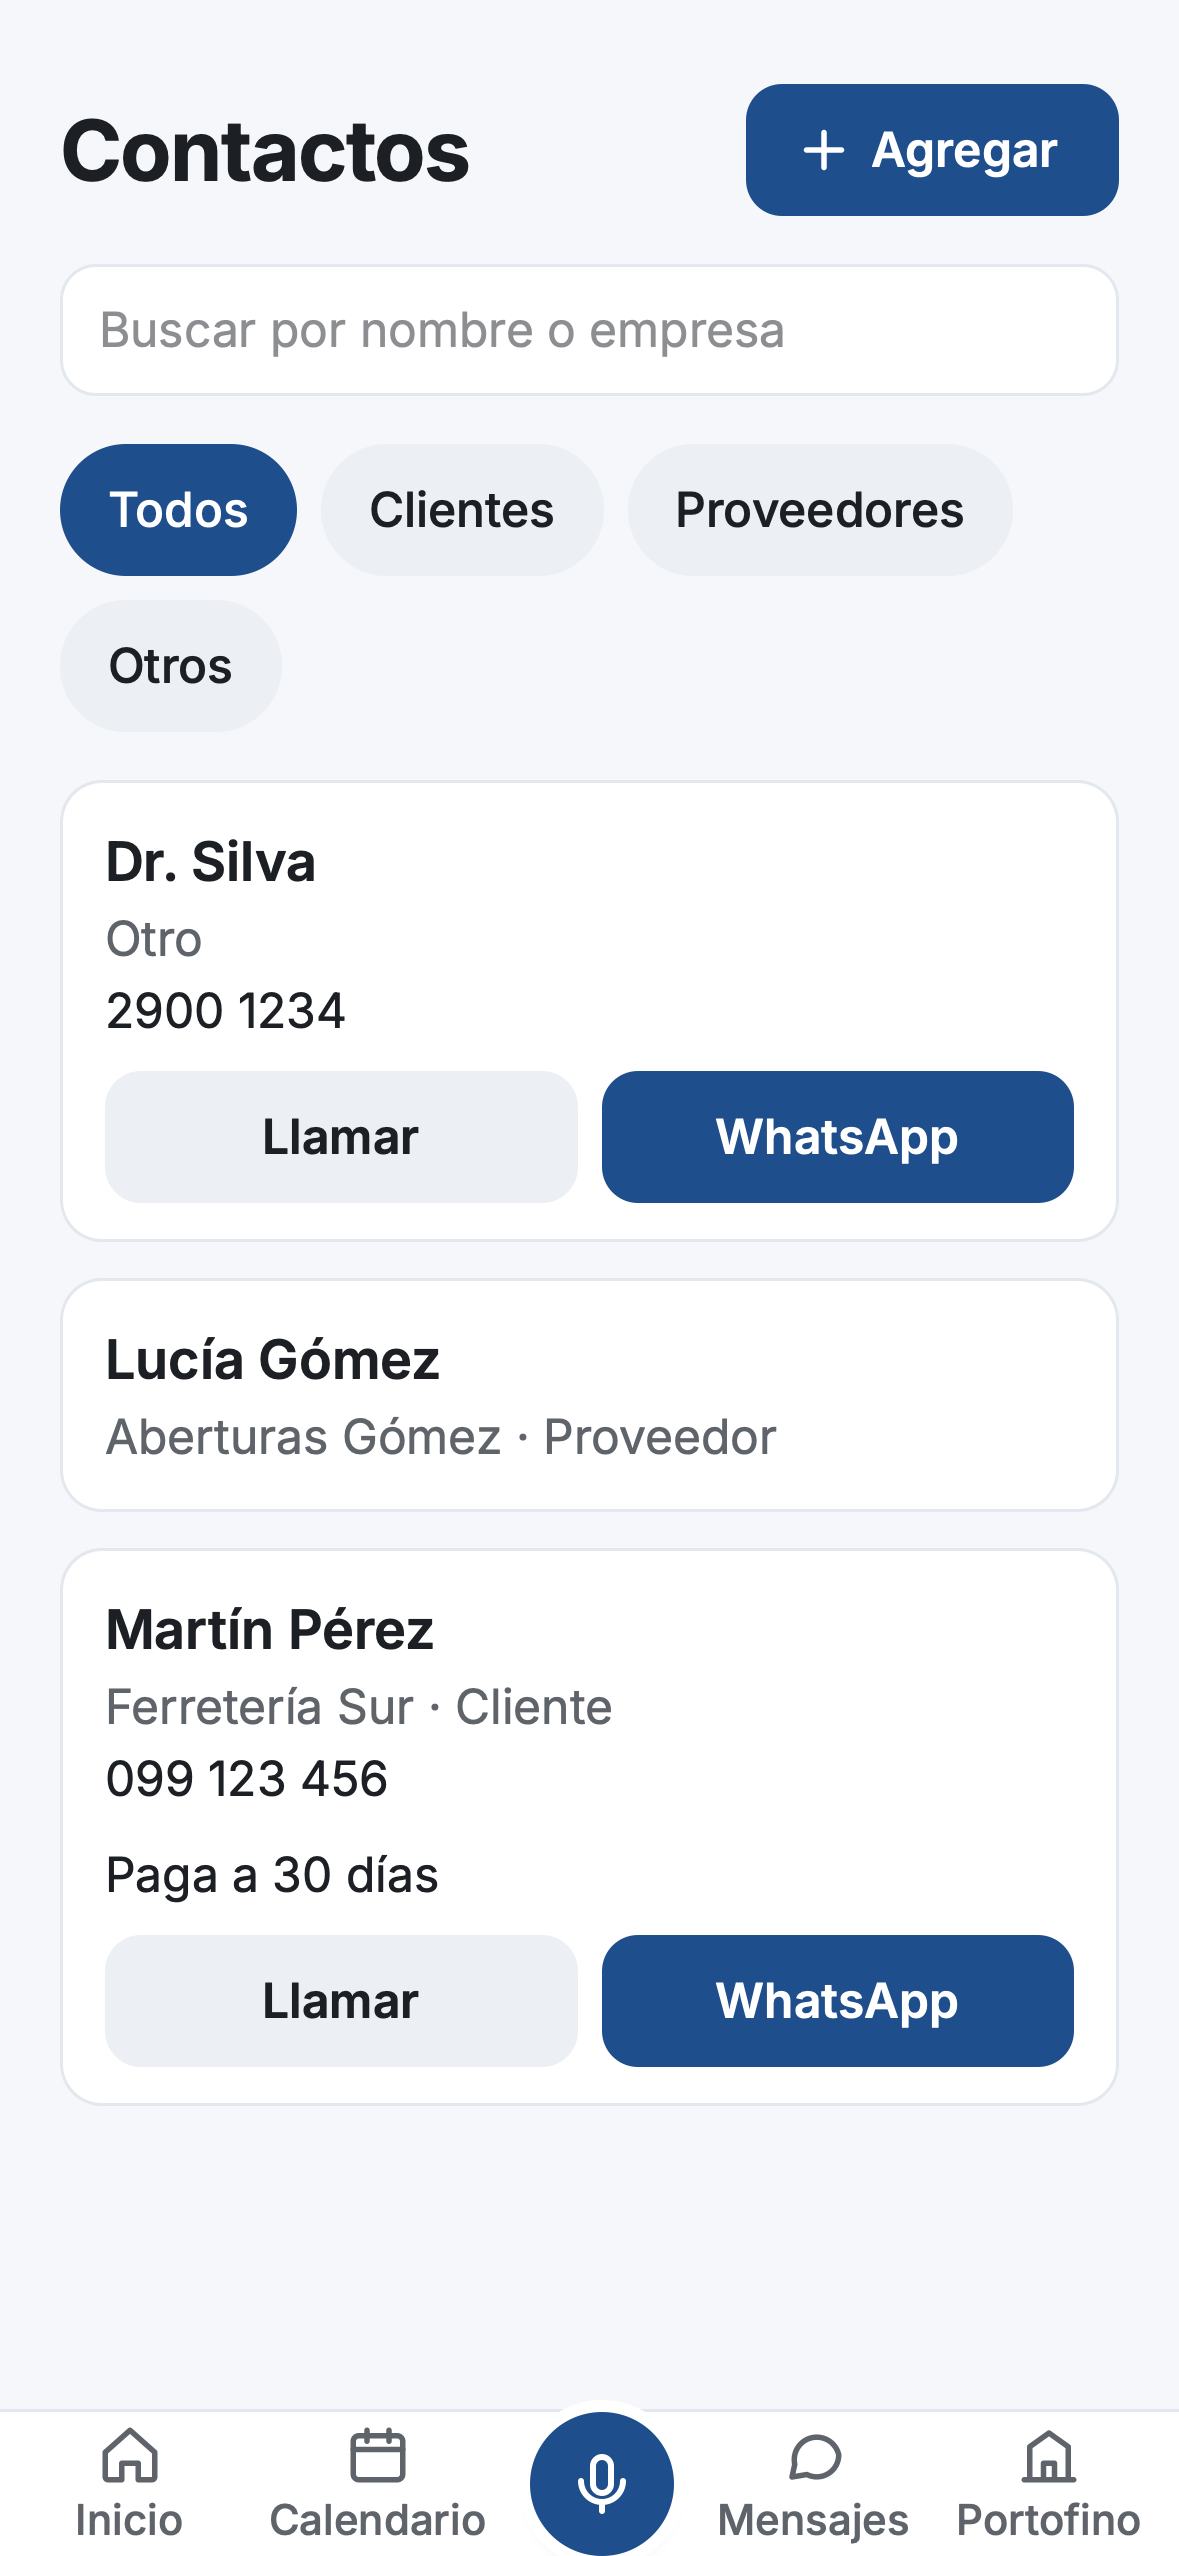 Contactos
Agregar
Buscar por nombre o empresa
Todos
Clientes
Proveedores
Otros
Dr. Silva
Otro
2900 1234
Llamar
WhatsApp
Lucía Gómez
Aberturas Gómez · Proveedor
Martín Pérez
Ferretería Sur · Cliente
099 123 456
Paga a 30 días
Llamar
WhatsApp
Inicio
Calendario
Mensajes
Portofino